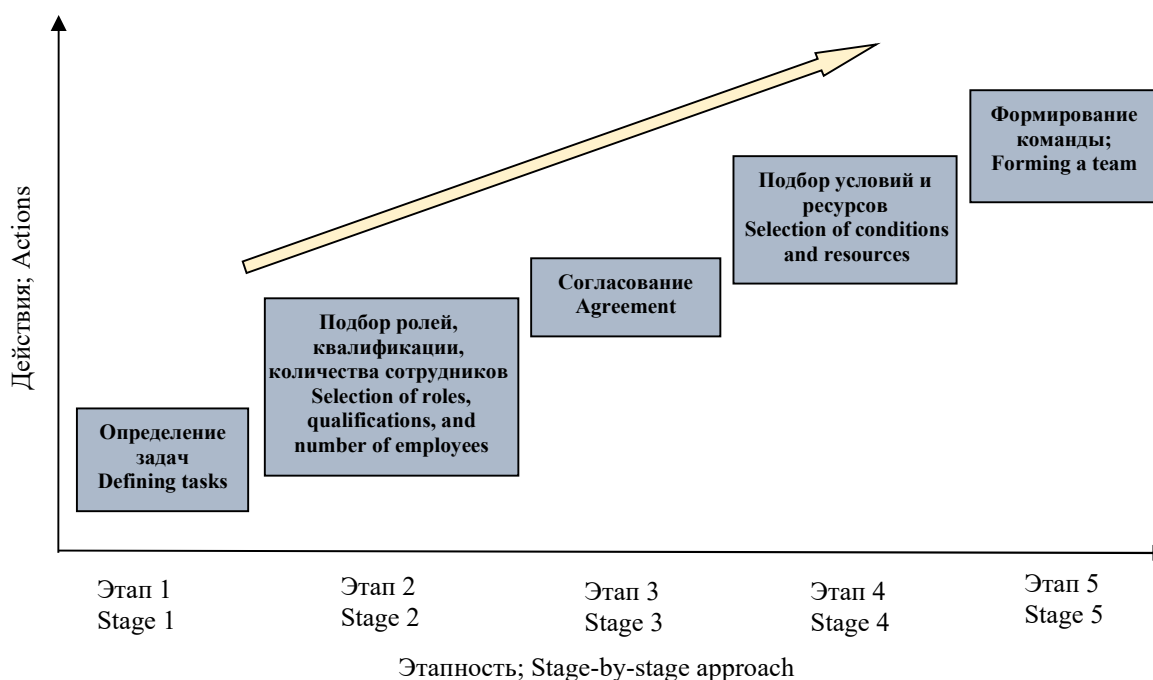 Действия; Actions
Определение
задач
Defining tasks
Подбор ролей,
квалификации,
количества сотрудников
Selection of roles,
qualifications, and
number of employees
Согласование
Agreement
Подбор условий и
ресурсов
Selection of conditions
and resources
Формирование
команды;
Forming a team
Этап 1
Stage 1
Этап 2
Stage 2
Этап 3
Stage 3
Этап 4
Stage 4
Этап 5
Stage 5
Этапность; Stage-by-stage approach